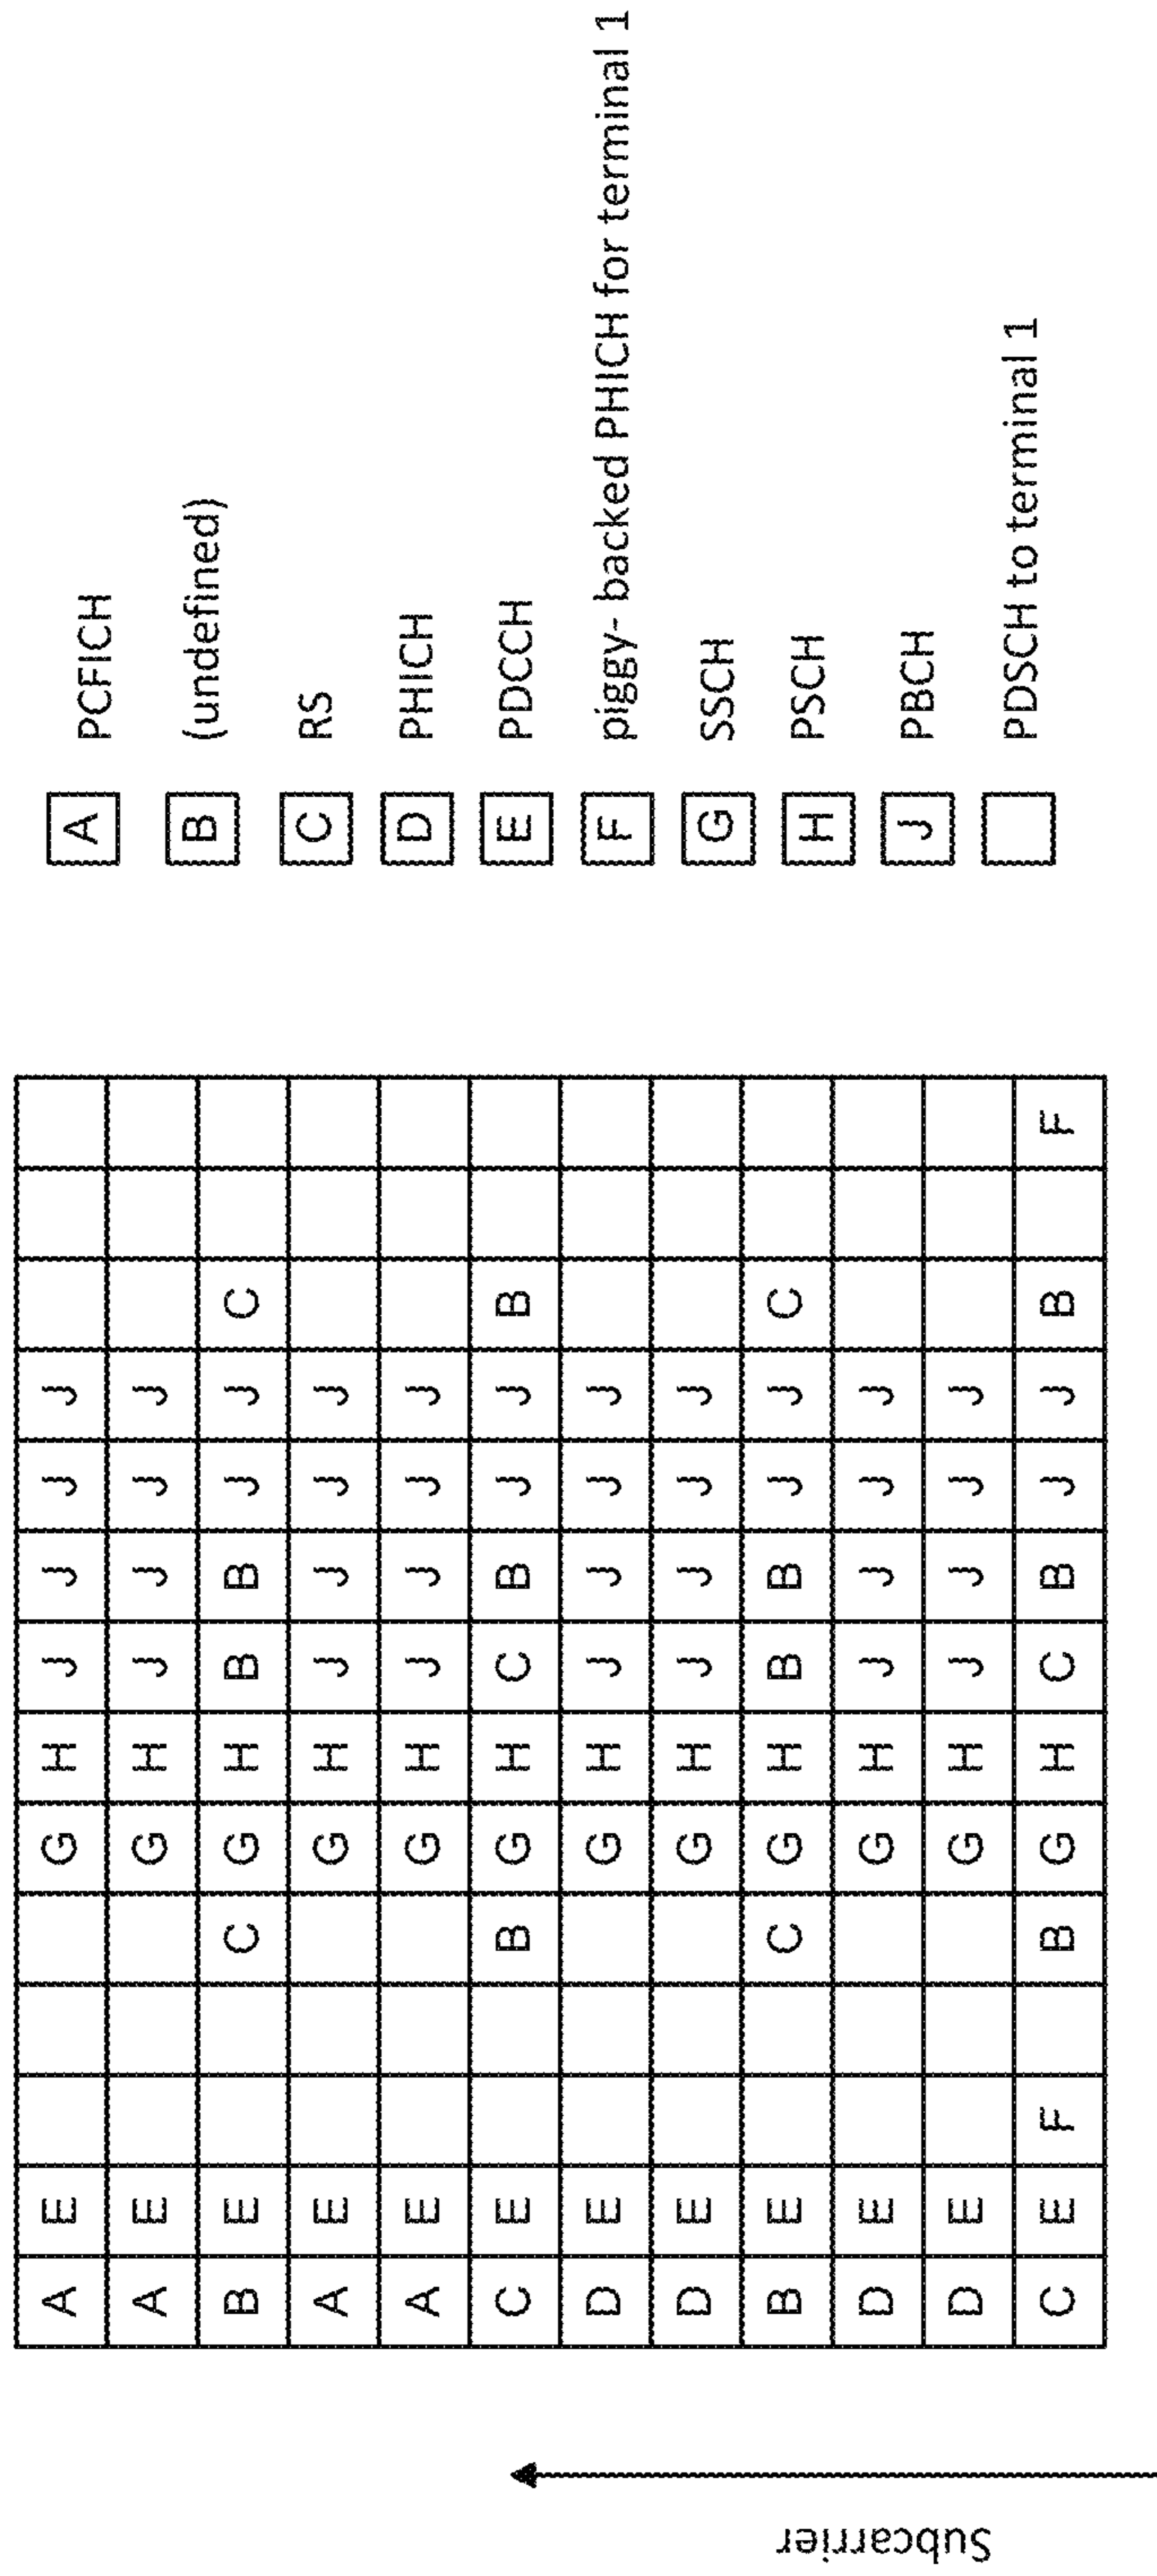 Subcarrier
A E G H J J J J
A E G H J J J J
B E C G H B B J J C
A E G H J J J J
A E G H J J J J
C E B G H C B J J B
D E G H J J J J
D E G H J J J J
B E C G H B B J J C
D E G H J J J J
D E G H J J J J
C E F B G H C B J J B F
A PCFICH
B (undefined)
C RS
D PHICH
E PDCCH
F piggy- backed PHICH for terminal 1
G SSCH
H PSCH
J PBCH
PDSCH to terminal 1